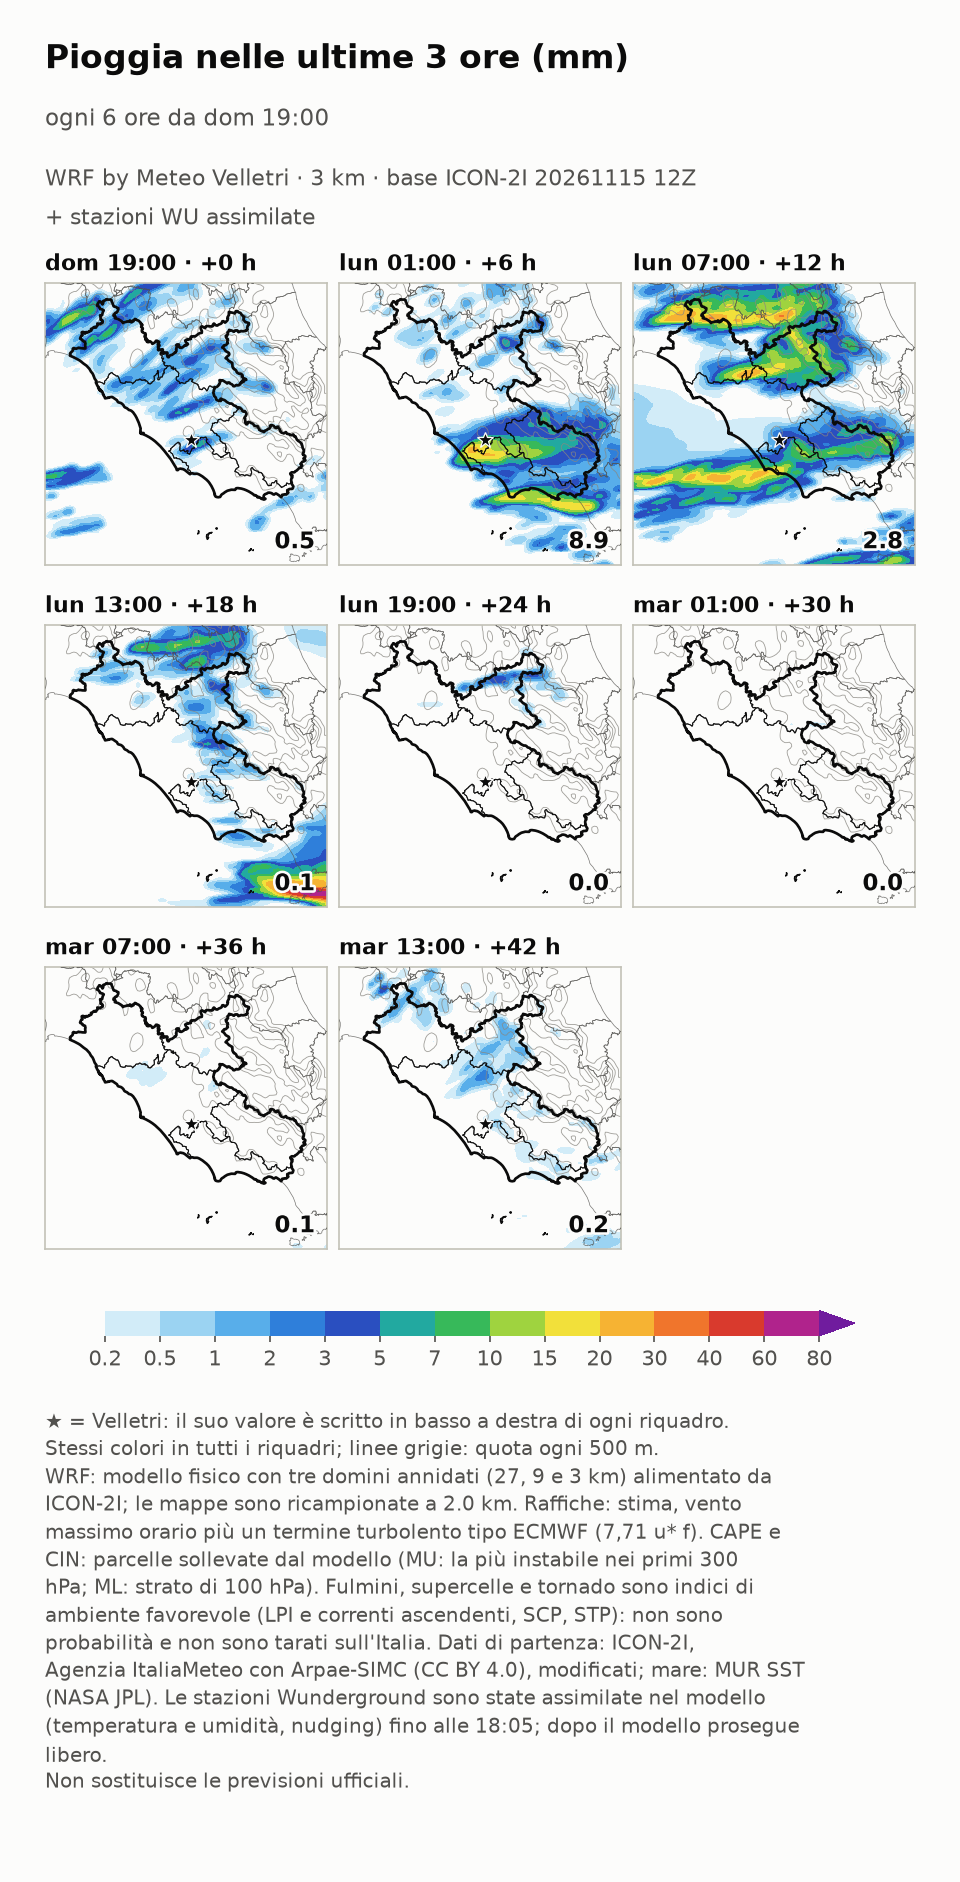 Pioggia nelle ultime 3 ore (mm)
ogni 6 ore da dom 19:00
WRF by Meteo Velletri · 3 km · base ICON-2I 20261115 12Z
+ stazioni WU assimilate
dom 19:00 · +0 h
lun 01:00 · +6 h
lun 07:00 · +12 h
0.5
8.9
2.8
lun 13:00 · +18 h
lun 19:00 · +24 h
mar 01:00 · +30 h
0.1
0.0
0.0
mar 07:00 · +36 h
mar 13:00 · +42 h
0.1
0.2
0.2 0.5 1 2 3 5 7 10 15 20 30 40 60 80
★ = Velletri: il suo valore è scritto in basso a destra di ogni riquadro.
Stessi colori in tutti i riquadri; linee grigie: quota ogni 500 m.
WRF: modello fisico con tre domini annidati (27, 9 e 3 km) alimentato da
ICON-2I; le mappe sono ricampionate a 2.0 km. Raffiche: stima, vento
massimo orario più un termine turbolento tipo ECMWF (7,71 u* f). CAPE e
CIN: parcelle sollevate dal modello (MU: la più instabile nei primi 300
hPa; ML: strato di 100 hPa). Fulmini, supercelle e tornado sono indici di
ambiente favorevole (LPI e correnti ascendenti, SCP, STP): non sono
probabilità e non sono tarati sull'Italia. Dati di partenza: ICON-2I,
Agenzia ItaliaMeteo con Arpae-SIMC (CC BY 4.0), modificati; mare: MUR SST
(NASA JPL). Le stazioni Wunderground sono state assimilate nel modello
(temperatura e umidità, nudging) fino alle 18:05; dopo il modello prosegue
libero.
Non sostituisce le previsioni ufficiali.